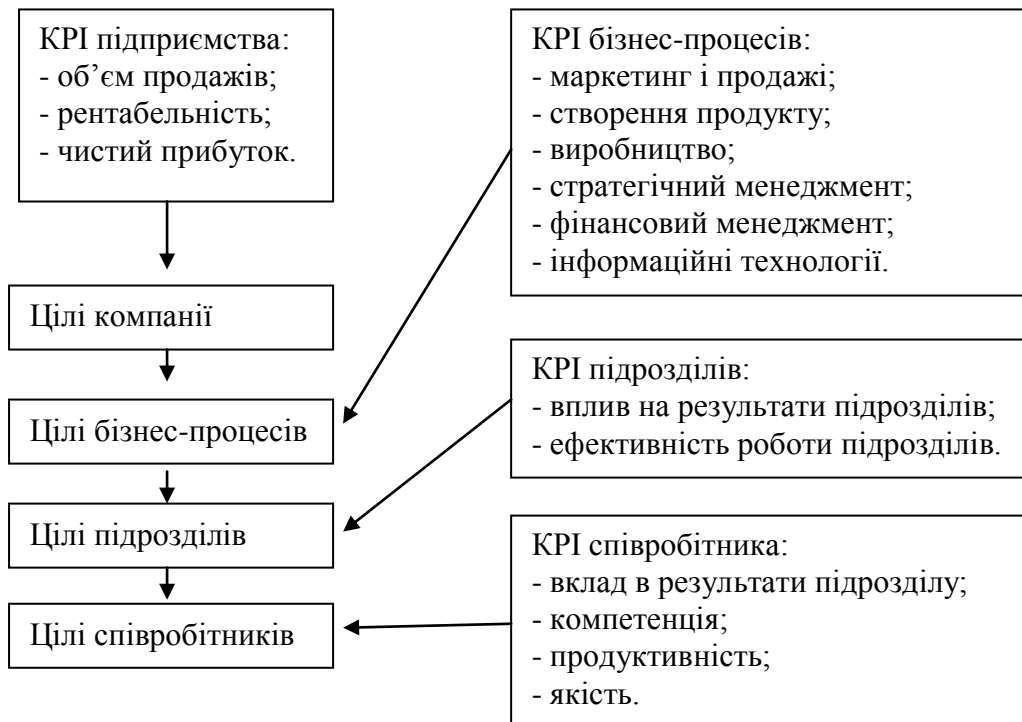 КРІ підприємства:
- об’єм продажів;
- рентабельність;
- чистий прибуток.
Цілі компанії
Цілі бізнес-процесів
Цілі підрозділів
Цілі співробітників
КРІ бізнес-процесів:
- маркетинг і продажі;
- створення продукту;
- виробництво;
- стратегічний менеджмент;
- фінансовий менеджмент;
- інформаційні технології.
КРІ підрозділів:
- вплив на результати підрозділів;
- ефективність роботи підрозділів.
КРІ співробітника:
- вклад в результати підрозділу;
- компетенція;
- продуктивність;
- якість.